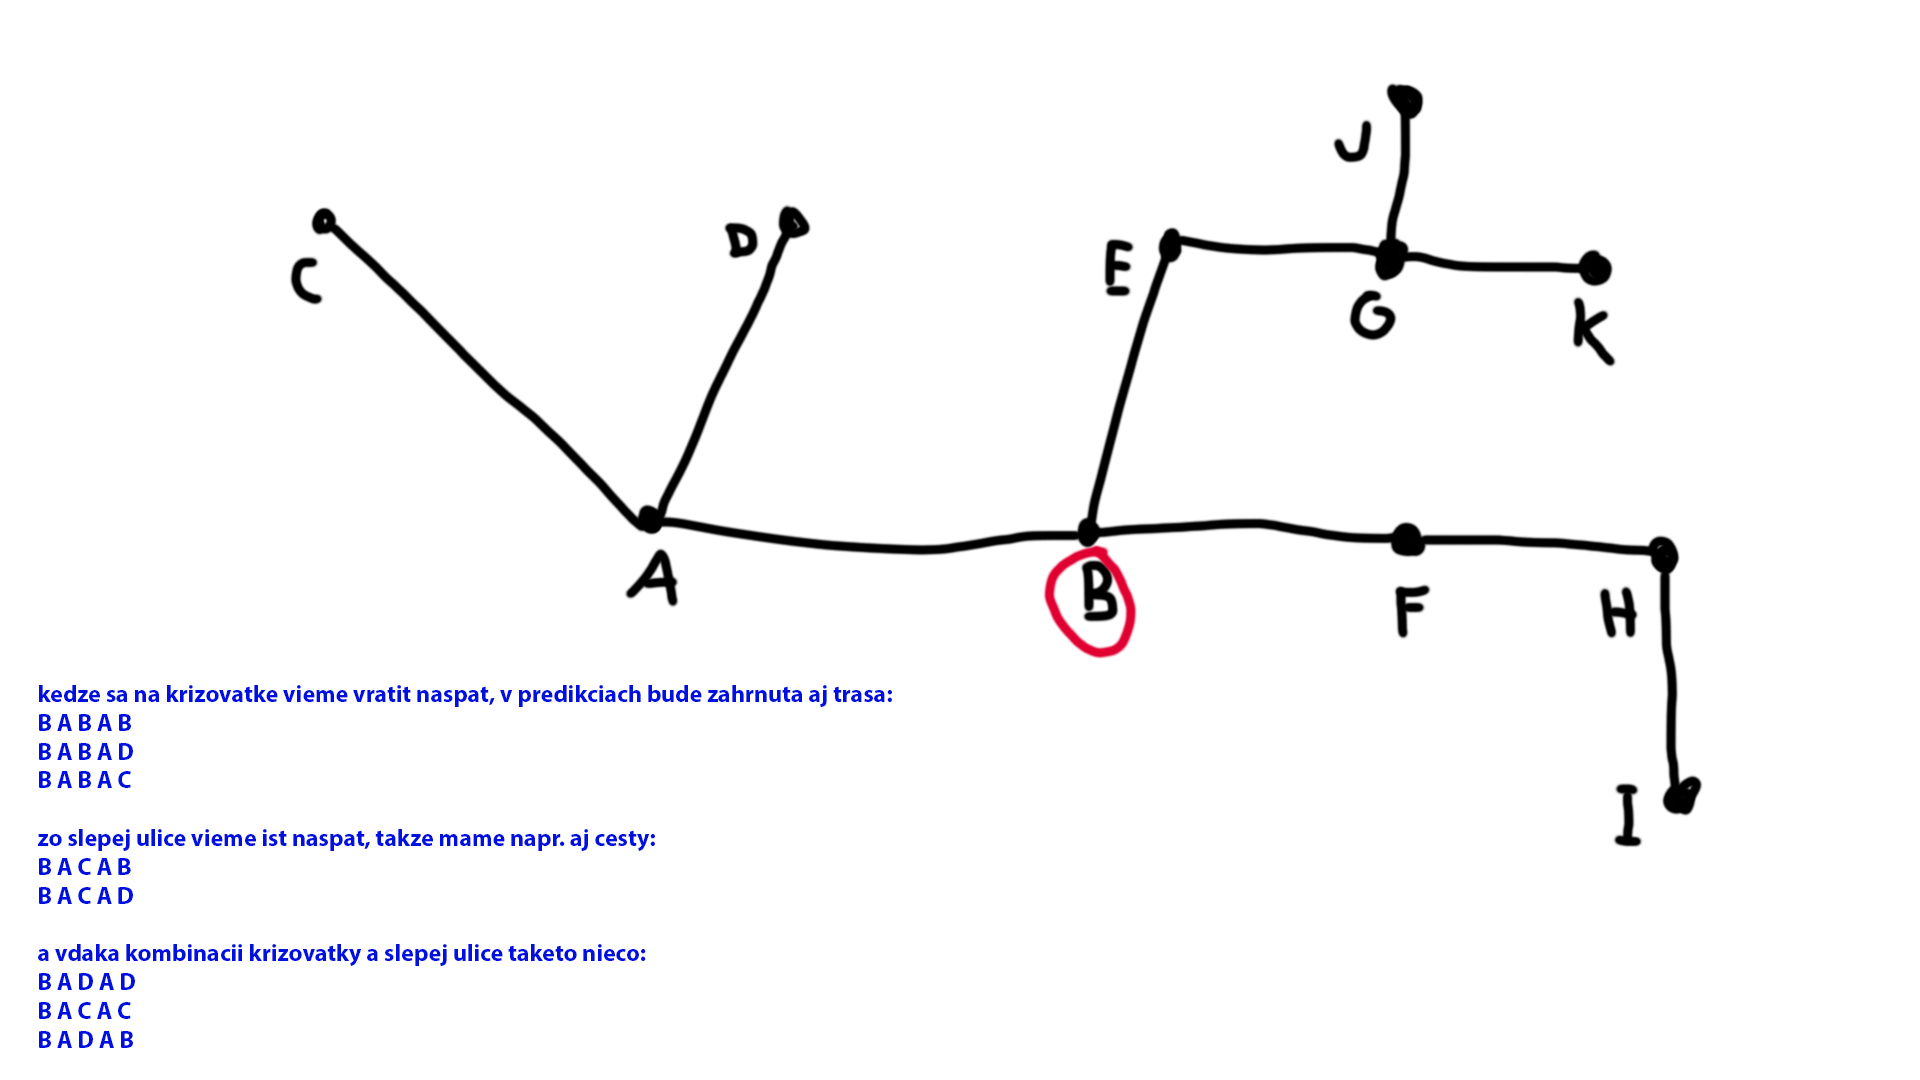 J
C
D
E
G
K
A
B
F
H
I
kedze sa na krizovatke vieme vratit naspat, v predikciach bude zahrnuta aj trasa:
B A B A B
B A B A D
B A B A C
zo slepej ulice vieme ist naspat, takze mame napr. aj cesty:
B A C A B
B A C A D
a vdaka kombinacii krizovatky a slepej ulice taketo nieco:
B A D A D
B A C A C
B A D A B